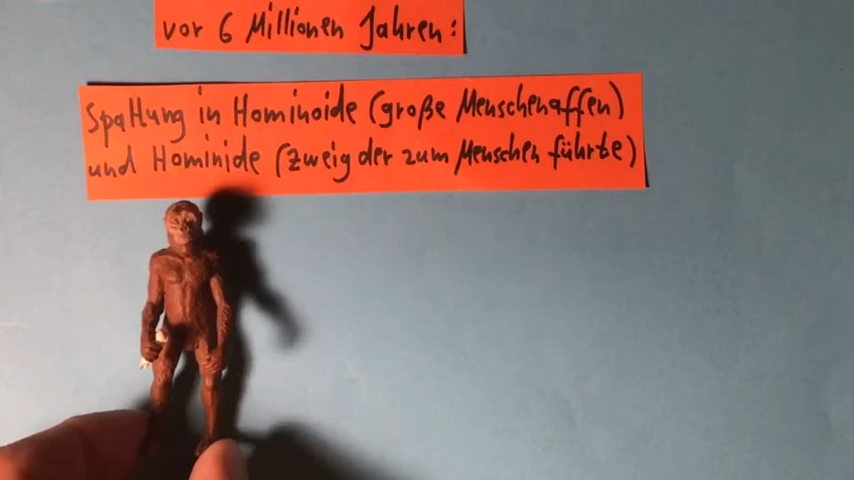 vor 6 Millionen Jahren:
Spaltung in Hominoide (große Menschenaffen)
und Hominide (Zweig der zum Menschen führte)